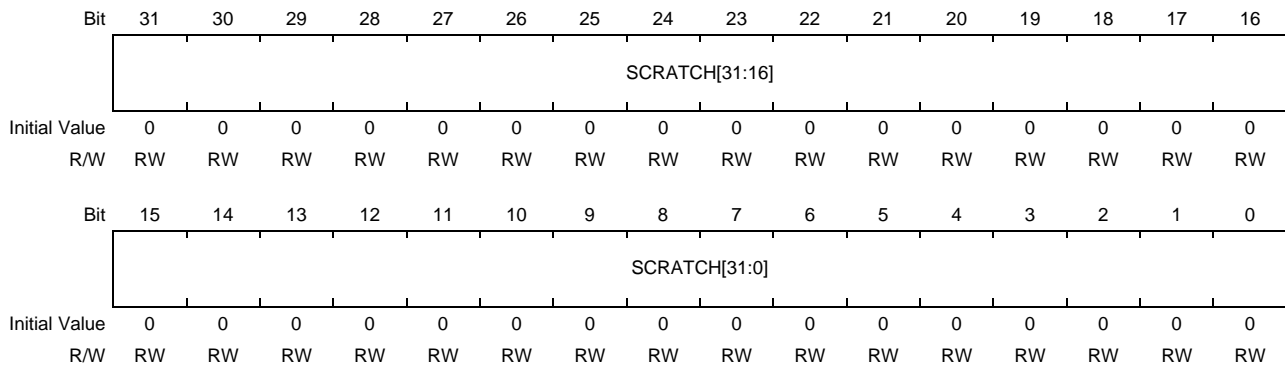 Bit 31 30 29 28 27 26 25 24 23 22 21 20 19 18 17 16
SCRATCH[31:16]
Initial Value 0 0 0 0 0 0 0 0 0 0 0 0 0 0 0 0
R/W RW RW RW RW RW RW RW RW RW RW RW RW RW RW RW RW
Bit 15 14 13 12 11 10 9 8 7 6 5 4 3 2 1 0
SCRATCH[31:0]
Initial Value 0 0 0 0 0 0 0 0 0 0 0 0 0 0 0 0
R/W RW RW RW RW RW RW RW RW RW RW RW RW RW RW RW RW